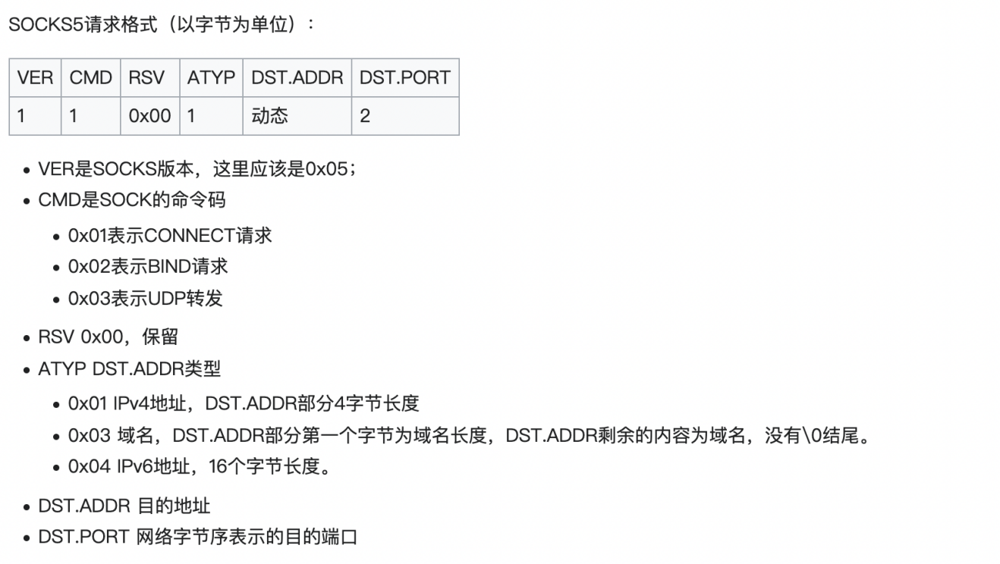 SOCKS5请求格式（以字节为单位）：
VER CMD RSV ATYP DST.ADDR DST.PORT
1 1 0x00 1 动态 2
VER是SOCKS版本，这里应该是0x05；
CMD是SOCK的命令码
0x01表示CONNECT请求
0x02表示BIND请求
0x03表示UDP转发
RSV 0x00，保留
ATYP DST.ADDR类型
0x01 IPv4地址，DST.ADDR部分4字节长度
0x03 域名，DST.ADDR部分第一个字节为域名长度，DST.ADDR剩余的内容为域名，没有\0结尾。
0x04 IPv6地址，16个字节长度。
DST.ADDR 目的地址
DST.PORT 网络字节序表示的目的端口